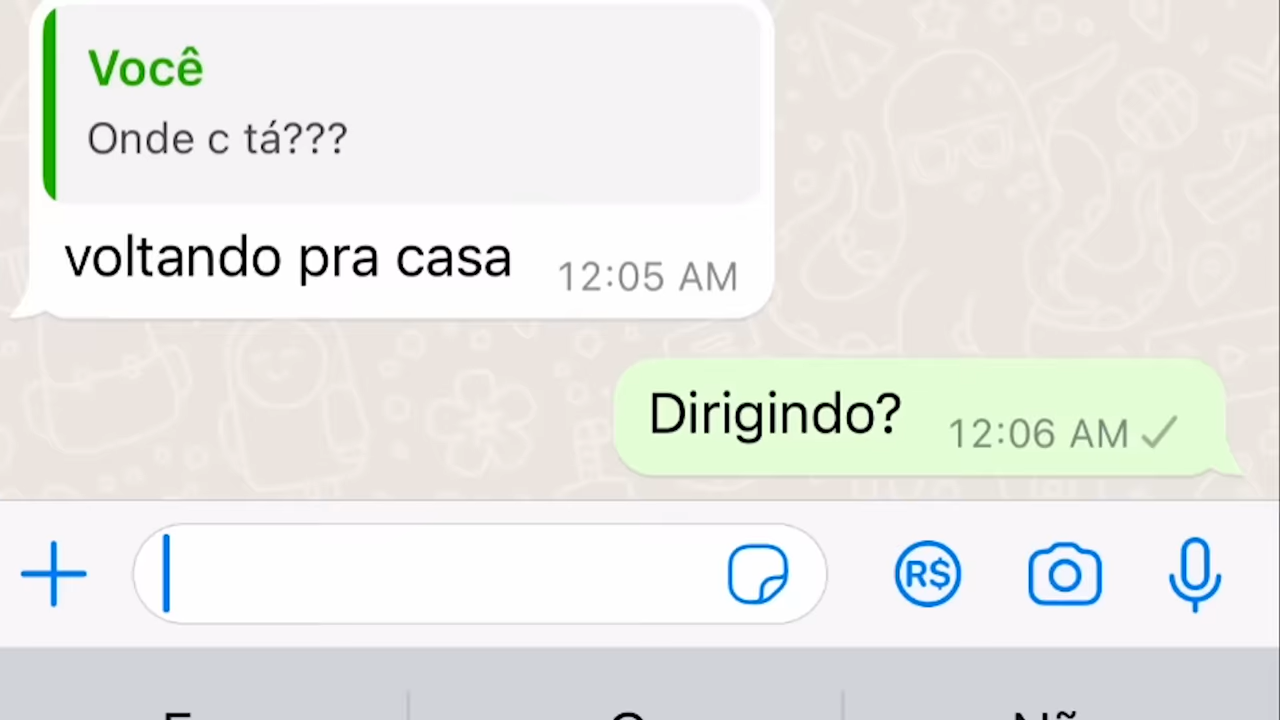 Você
Onde c tá???
voltando pra casa 12:05 AM
Dirigindo? 12:06 AM
R$